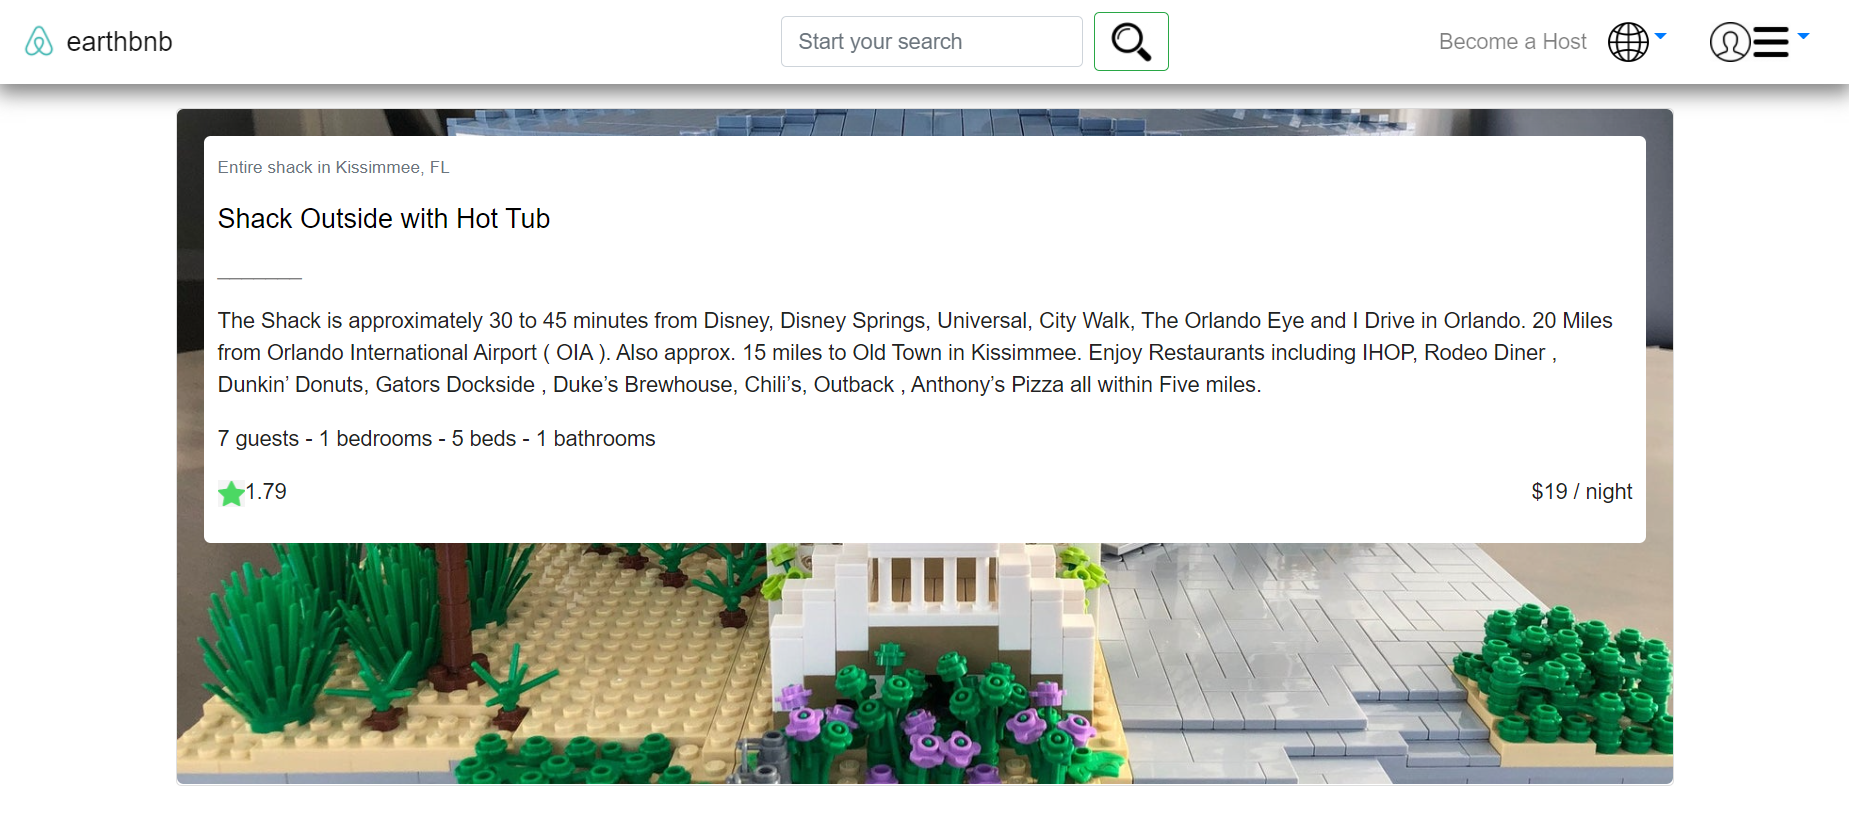 earthbnb
Start your search
Become a Host
Entire shack in Kissimmee, FL
Shack Outside with Hot Tub
The Shack is approximately 30 to 45 minutes from Disney, Disney Springs, Universal, City Walk, The Orlando Eye and I Drive in Orlando. 20 Miles
from Orlando International Airport ( OIA ). Also approx. 15 miles to Old Town in Kissimmee. Enjoy Restaurants including IHOP, Rodeo Diner ,
Dunkin’ Donuts, Gators Dockside , Duke’s Brewhouse, Chili’s, Outback , Anthony’s Pizza all within Five miles.
7 guests - 1 bedrooms - 5 beds - 1 bathrooms
1.79
$19 / night